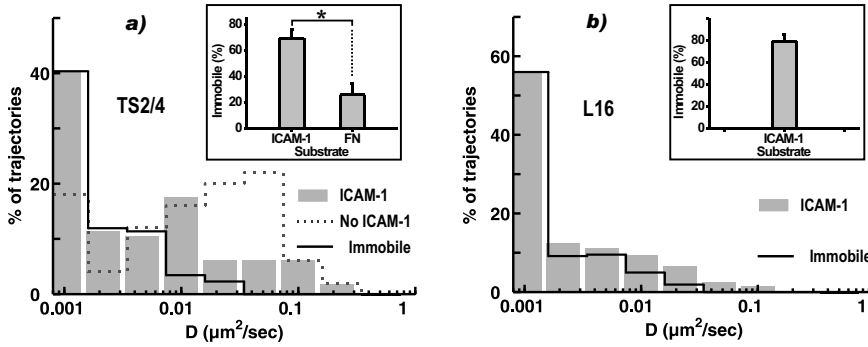 a)
% of trajectories
40
20
0
0.001
0.01
0.1
1
D (µm²/sec)
TS2/4
Immobile (%)
80
60
40
20
0
*
ICAM-1
FN
Substrate
ICAM-1
No ICAM-1
Immobile
b)
% of trajectories
60
40
20
10
0
0.001
0.01
0.1
1
D (µm²/sec)
L16
Immobile (%)
80
60
40
20
0
ICAM-1
Substrate
ICAM-1
Immobile